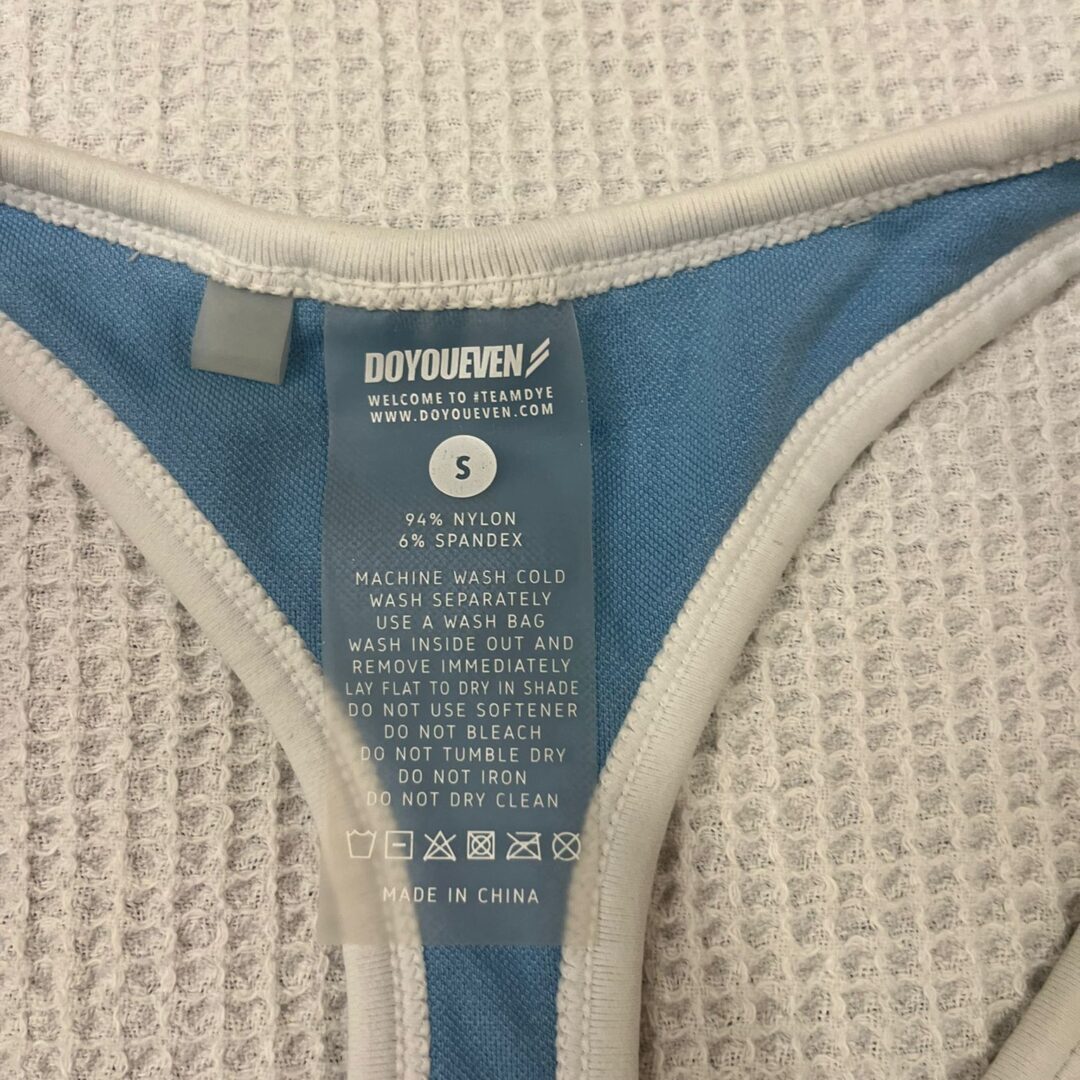 DOYOUEVEN
WELCOME TO #TEAMDYE
WWW.DOYOUEVEN.COM
S
94% NYLON
6% SPANDEX
MACHINE WASH COLD
WASH SEPARATELY
USE A WASH BAG
WASH INSIDE OUT AND
REMOVE IMMEDIATELY
LAY FLAT TO DRY IN SHADE
DO NOT USE SOFTENER
DO NOT BLEACH
DO NOT TUMBLE DRY
DO NOT IRON
DO NOT DRY CLEAN
MADE IN CHINA